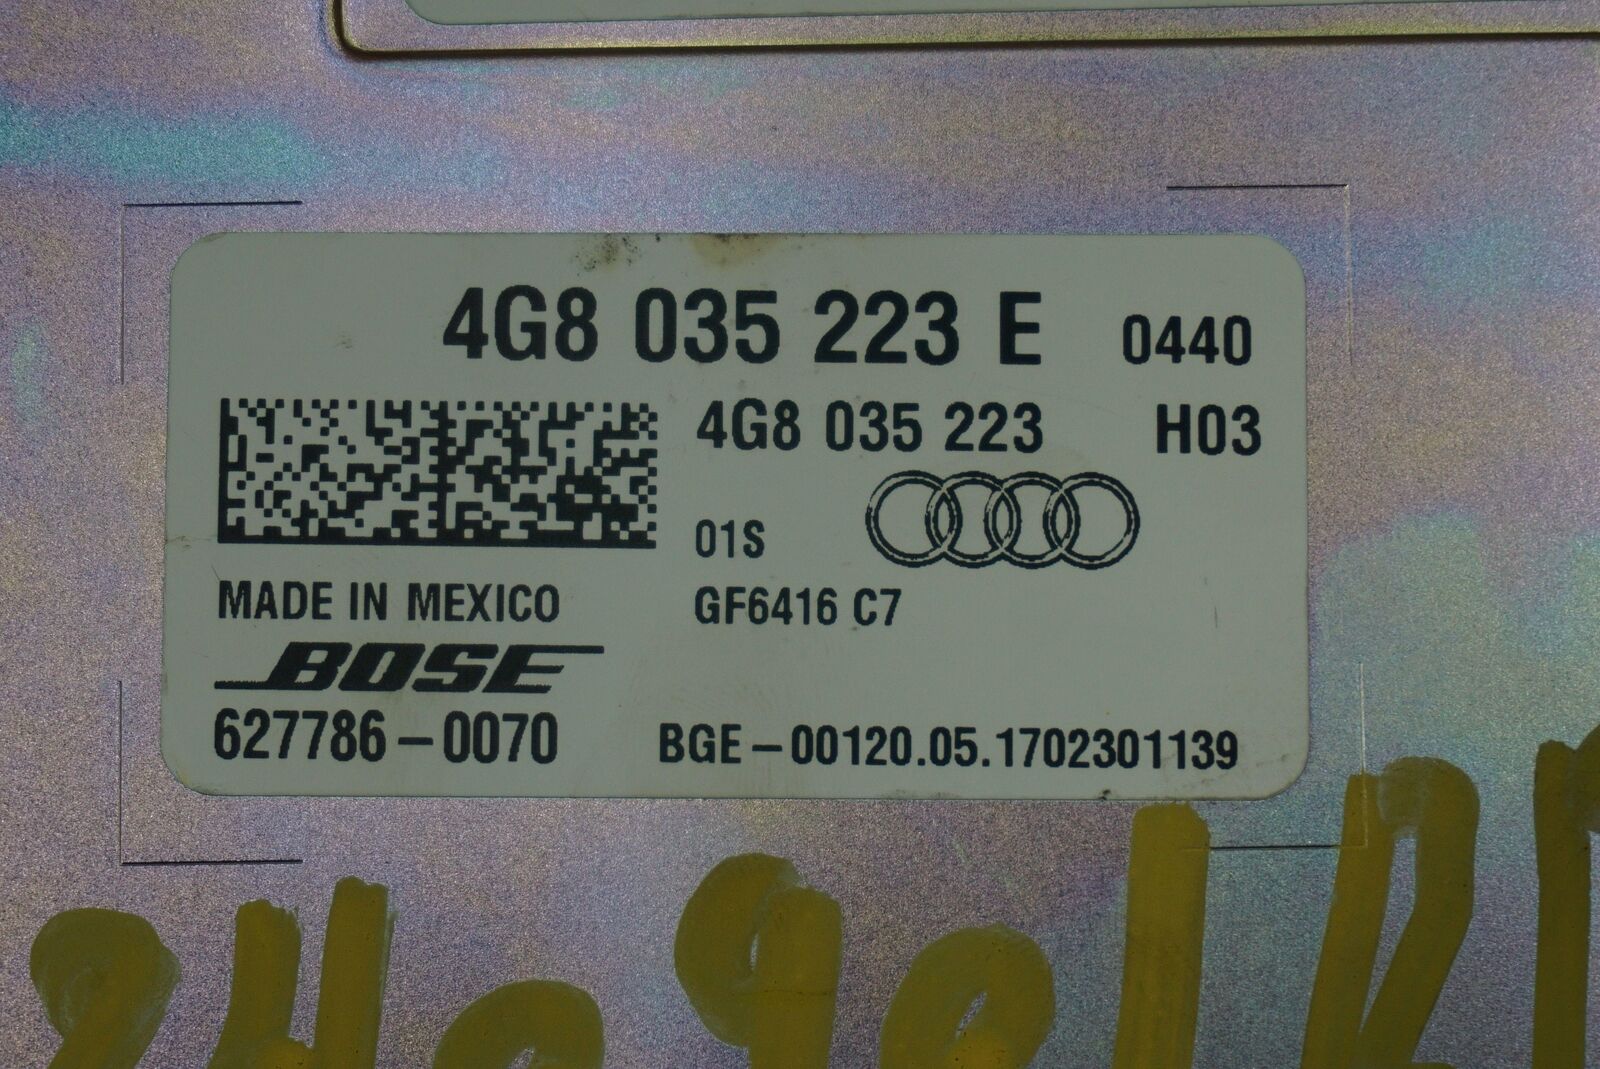 4G8 035 223 E 0440
4G8 035 223 H03
01S
MADE IN MEXICO GF6416 C7
BOSE
627786-0070 BGE-00120.05.1702301139